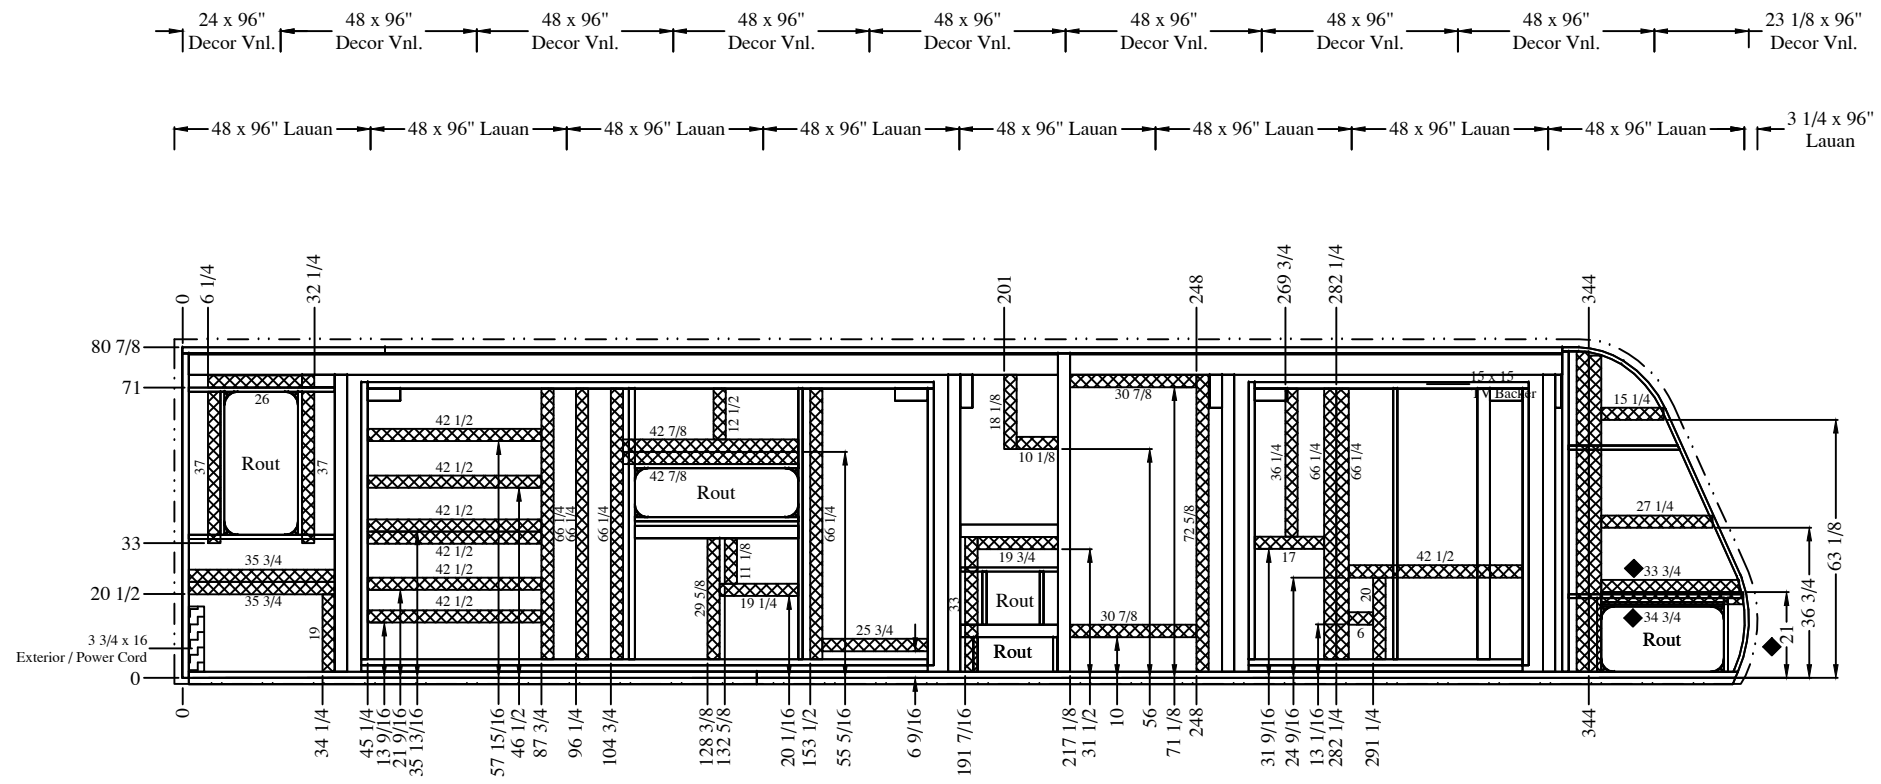 24 x 96"
Decor Vnl.
48 x 96"
Decor Vnl.
48 x 96"
Decor Vnl.
48 x 96"
Decor Vnl.
48 x 96"
Decor Vnl.
48 x 96"
Decor Vnl.
48 x 96"
Decor Vnl.
48 x 96"
Decor Vnl.
23 1/8 x 96"
Decor Vnl.
48 x 96" Lauan
48 x 96" Lauan
48 x 96" Lauan
48 x 96" Lauan
48 x 96" Lauan
48 x 96" Lauan
48 x 96" Lauan
48 x 96" Lauan
3 1/4 x 96"
Lauan
0
6 1/4
32 1/4
201
248
269 3/4
282 1/4
344
80 7/8
71
33
20 1/2
3 3/4 x 16
Exterior / Power Cord
0
26
37
Rout
37
35 3/4
35 3/4
19
42 1/2
42 1/2
42 1/2
42 1/2
42 1/2
42 1/2
66 1/4
66 1/4
66 1/4
12 1/2
42 7/8
42 7/8
Rout
29 5/8
11 1/8
19 1/4
66 1/4
25 3/4
18 1/8
10 1/8
33
19 3/4
Rout
Rout
30 7/8
30 7/8
72 5/8
36 1/4
17
66 1/4
66 1/4
15 x 15
TV Backer
42 1/2
20
6
15 1/4
27 1/4
33 3/4
34 3/4
Rout
21
36 3/4
63 1/8
0
34 1/4
45 1/4
13 9/16
21 9/16
35 13/16
57 15/16
46 1/2
87 3/4
96 1/4
104 3/4
128 3/8
132 5/8
20 1/16
153 1/2
55 5/16
6 9/16
191 7/16
217 1/8
31 1/2
10
56
71 1/8
248
31 9/16
24 9/16
13 1/16
282 1/4
291 1/4
344